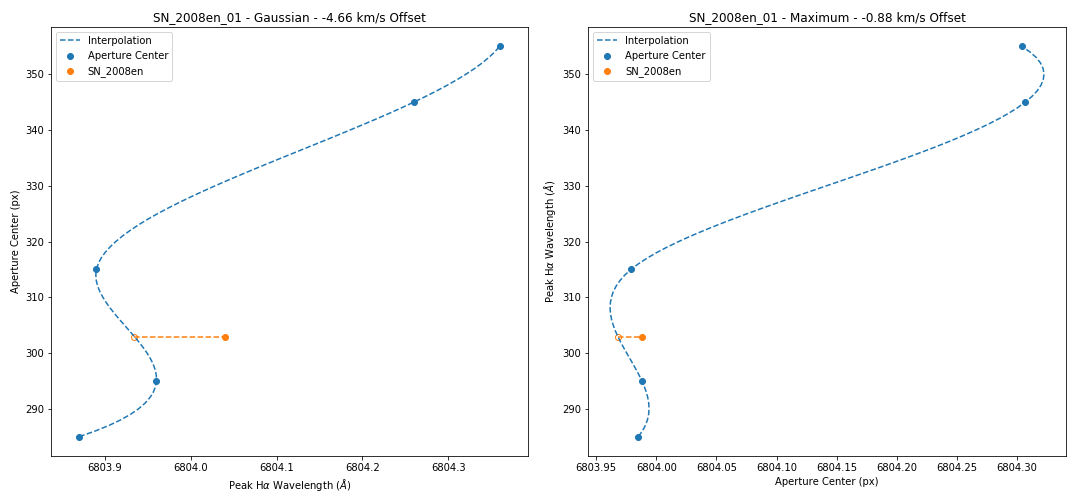 SN_2008en_01 - Gaussian - -4.66 km/s Offset
Interpolation
Aperture Center
SN_2008en
Aperture Center (px)
350
340
330
320
310
300
290
6803.9
6804.0
6804.1
6804.2
6804.3
Peak Hα Wavelength (Å)
SN_2008en_01 - Maximum - -0.88 km/s Offset
Interpolation
Aperture Center
SN_2008en
Peak Hα Wavelength (Å)
350
340
330
320
310
300
290
6803.95
6804.00
6804.05
6804.10
6804.15
6804.20
6804.25
6804.30
Aperture Center (px)